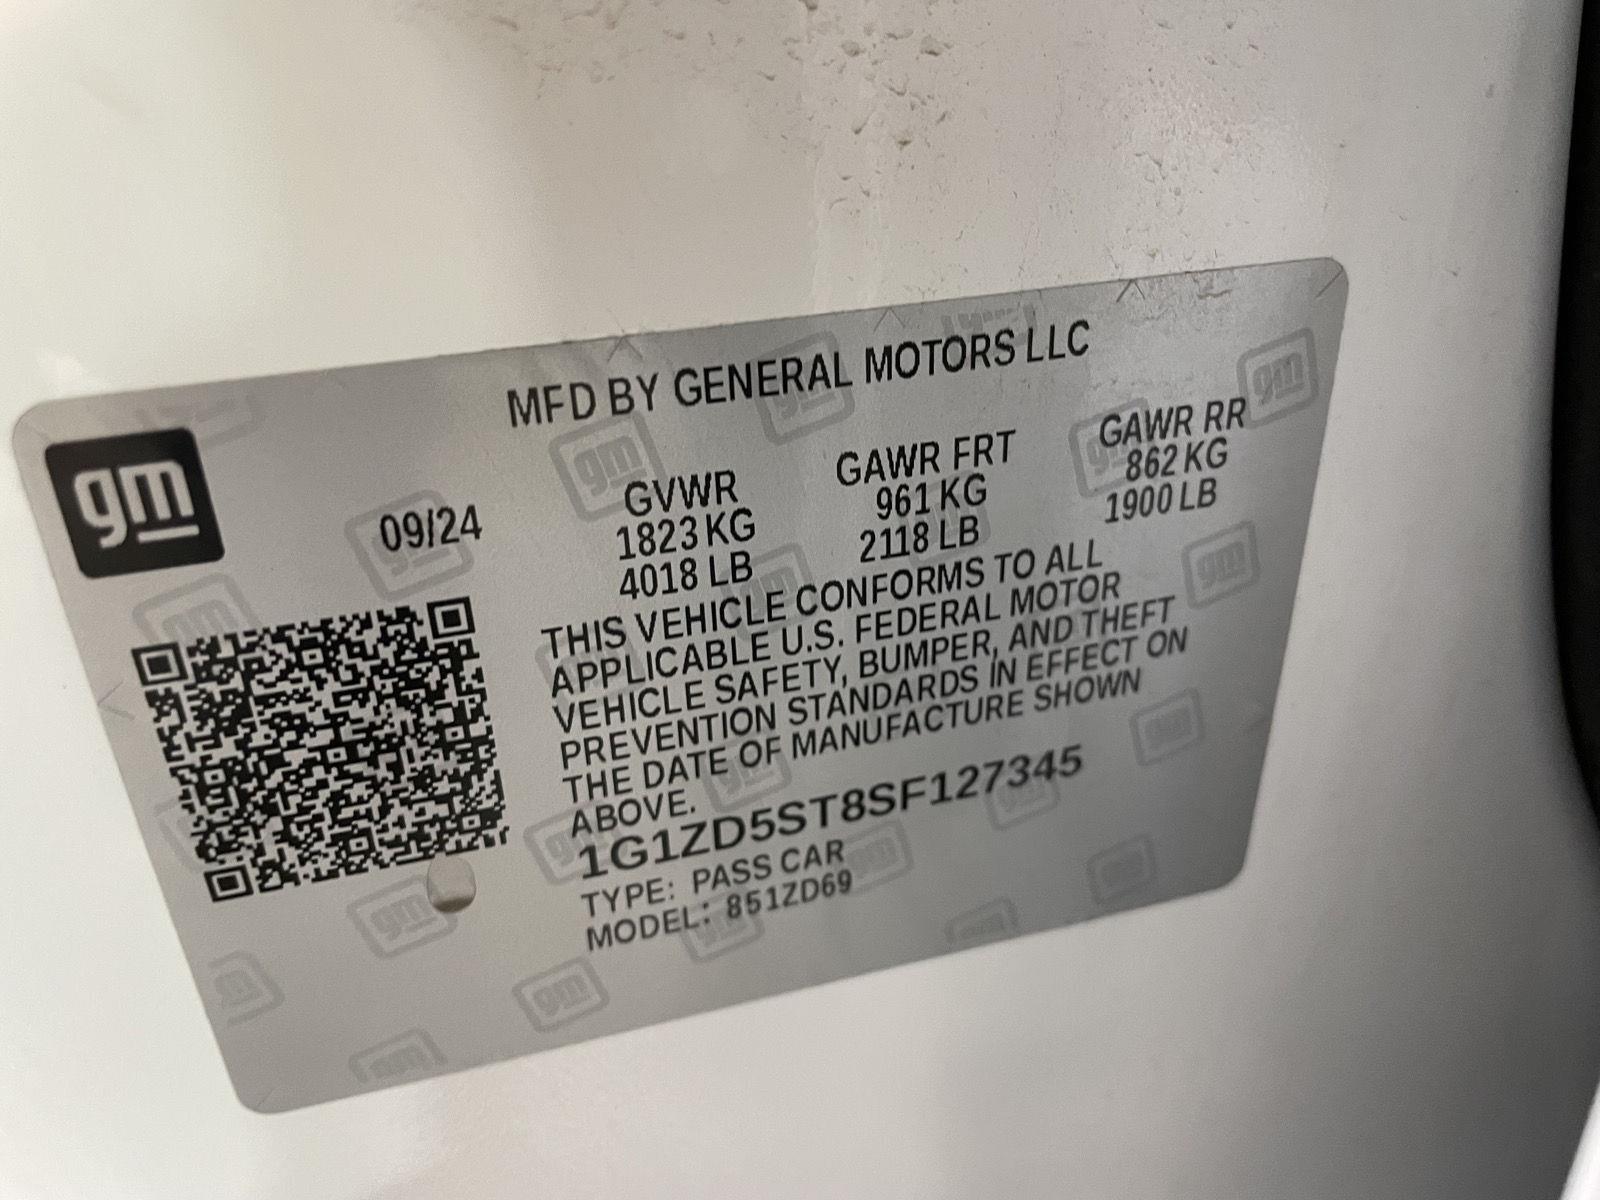 MFD BY GENERAL MOTORS LLC
gm
09/24
GVWR
1823 KG
4018 LB
GAWR FRT
961 KG
2118 LB
GAWR RR
862 KG
1900 LB
THIS VEHICLE CONFORMS TO ALL
APPLICABLE U.S. FEDERAL MOTOR
VEHICLE SAFETY, BUMPER, AND THEFT
PREVENTION STANDARDS IN EFFECT ON
THE DATE OF MANUFACTURE SHOWN
ABOVE.
1G1ZD5ST8SF127345
TYPE: PASS CAR
MODEL: 851ZD69